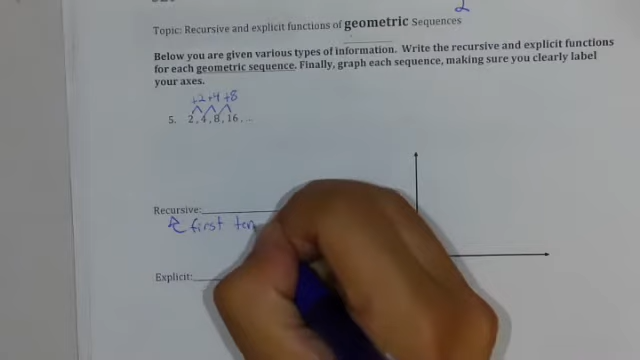 2
Topic: Recursive and explicit functions of geometric Sequences
Below you are given various types of information. Write the recursive and explicit functions
for each geometric sequence. Finally, graph each sequence, making sure you clearly label
your axes.
+2 +4 +8
5. 2, 4, 8, 16, ...
Recursive:
first
Explicit: